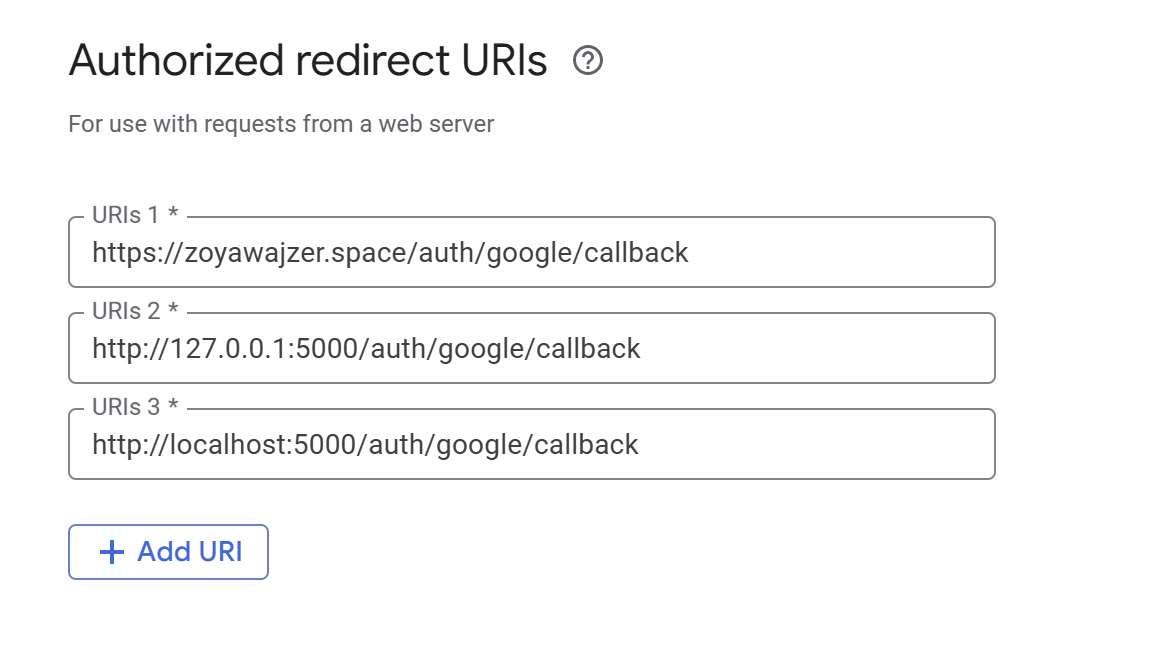 Authorized redirect URIs ?
For use with requests from a web server
URIs 1 *
https://zoyawajzer.space/auth/google/callback
URIs 2 *
http://127.0.0.1:5000/auth/google/callback
URIs 3 *
http://localhost:5000/auth/google/callback
+ Add URI